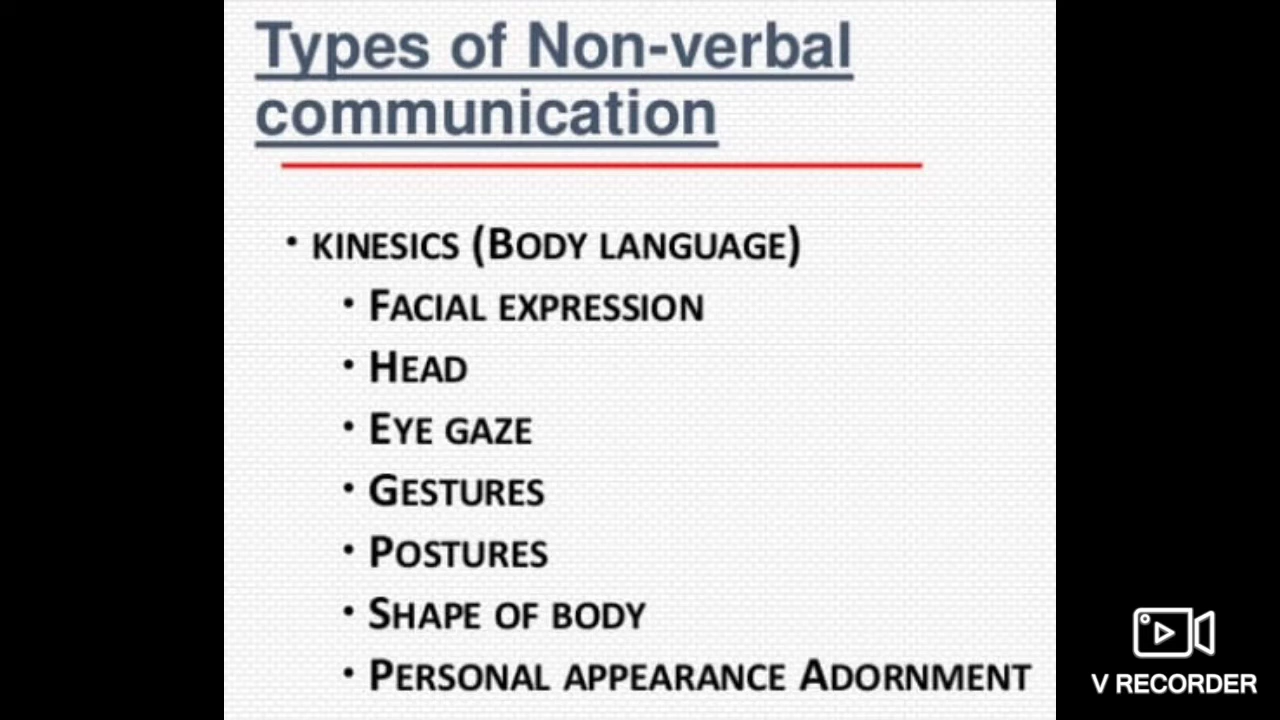 Types of Non-verbal
communication
• KINESICS (BODY LANGUAGE)
• FACIAL EXPRESSION
• HEAD
• EYE GAZE
• GESTURES
• POSTURES
• SHAPE OF BODY
• PERSONAL APPEARANCE ADORNMENT
V RECORDER